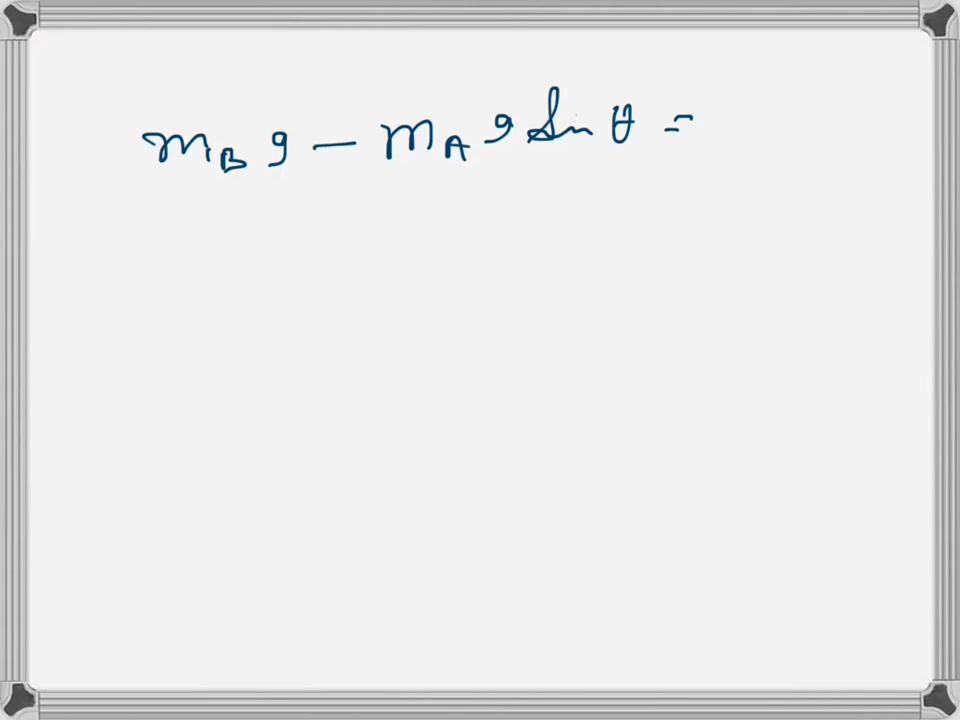 m_B g - m_A g Sin θ =